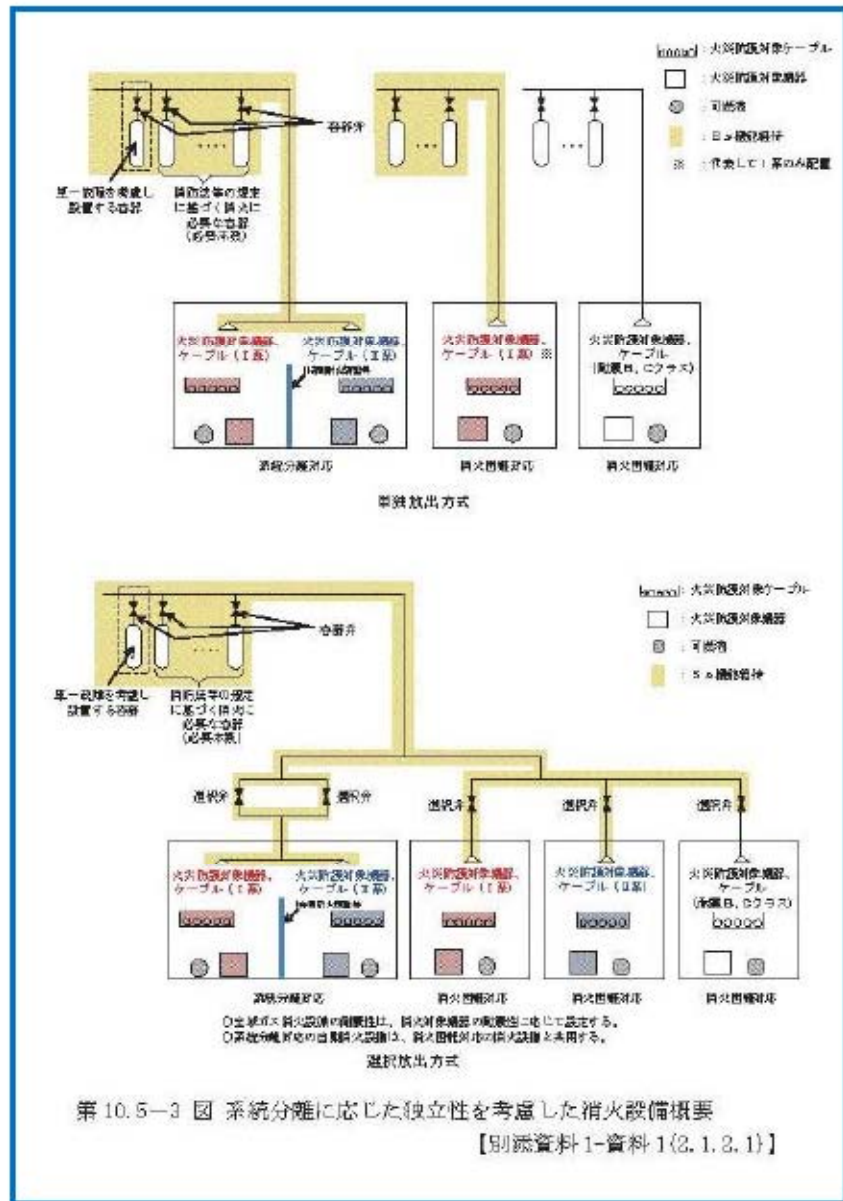 :火災防護対象ケーブル
:火災防護対象機器
:可燃物
:Ss機能維持
※ :代表してⅠ系のみ配置
容器弁
単一故障を考慮し
設置する容器
消防法等の規定
に基づく消火に
必要な容器
(必要本数)
火災防護対象機器、
ケーブル(Ⅰ系)
火災防護対象機器、
ケーブル(Ⅱ系)
火災防護対象機器、
ケーブル(Ⅰ系)※
火災防護対象機器、
ケーブル
(耐震B,Cクラス)
系統分離対応
消火困難対応
消火困難対応
単独放出方式
:火災防護対象ケーブル
:火災防護対象機器
:可燃物
:Ss機能維持
容器弁
単一故障を考慮し
設置する容器
消防法等の規定
に基づく消火に
必要な容器
(必要本数)
選択弁
選択弁
選択弁
選択弁
選択弁
火災防護対象機器、
ケーブル(Ⅰ系)
火災防護対象機器、
ケーブル(Ⅱ系)
火災防護対象機器、
ケーブル(Ⅰ系)
火災防護対象機器、
ケーブル(Ⅱ系)
火災防護対象機器、
ケーブル
(耐震B,Cクラス)
系統分離対応
消火困難対応
消火困難対応
消火困難対応
○全域ガス消火設備の耐震性は、消火対象機器の耐震性に応じて設定する。
○系統分離対応の自動消火設備は、消火困難対応の消火設備と共用する。
選択放出方式
第10.5-3 図 系統分離に応じた独立性を考慮した消火設備概要
【別添資料1-資料1(2.1.2.1)】